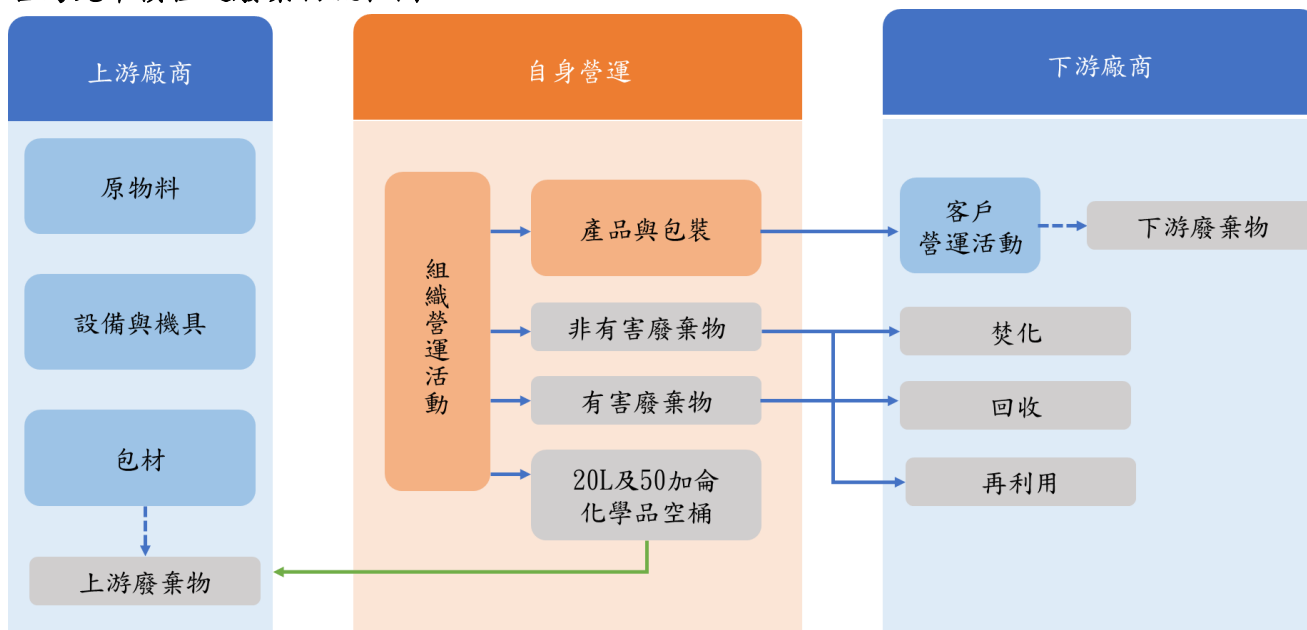 上游廠商
原物料
設備與機具
包材
上游廢棄物
自身營運
組織營運活動
產品與包裝
非有害廢棄物
有害廢棄物
20L及50加侖
化學品空桶
下游廠商
客戶
營運活動
下游廢棄物
焚化
回收
再利用